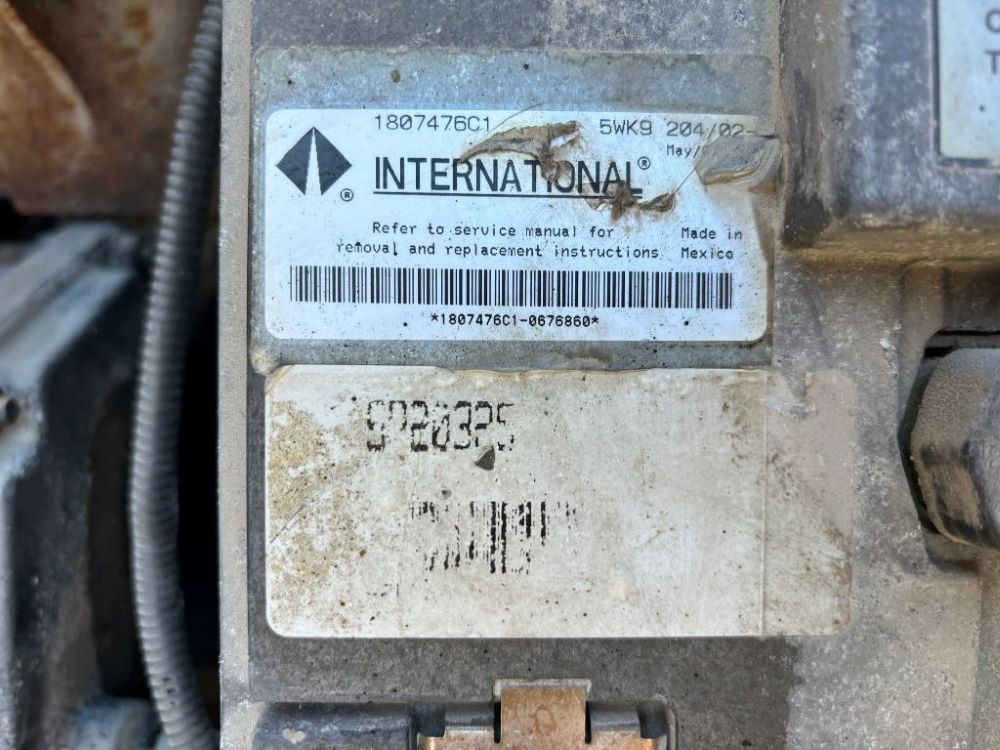 1807476C1 5WK9 204/02-
May/
INTERNATIONAL®
®
Refer to service manual for Made in
removal and replacement instructions Mexico
*1807476C1-0676860*